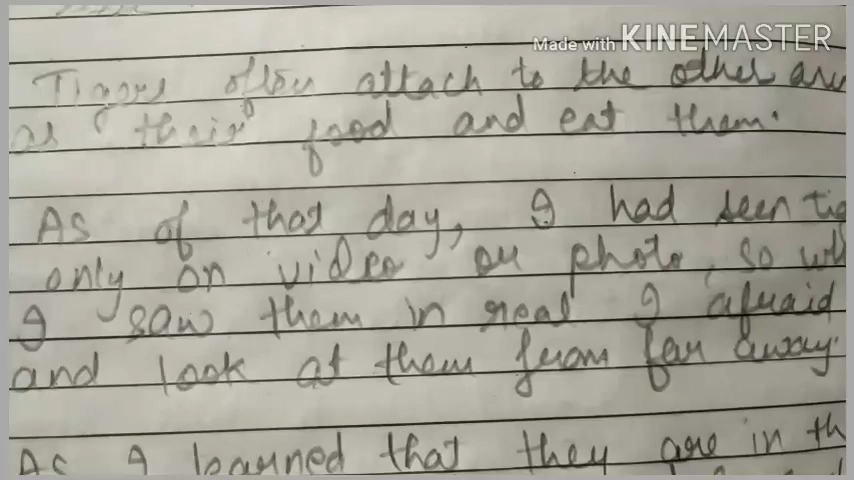 Made with KINEMASTER
Tigers often attach to the other
as their food and eat them.
As of that day, I had seen
only on video or photo, so
I saw them in real I afraid
and look at them from far away.
As I learned that they are in th